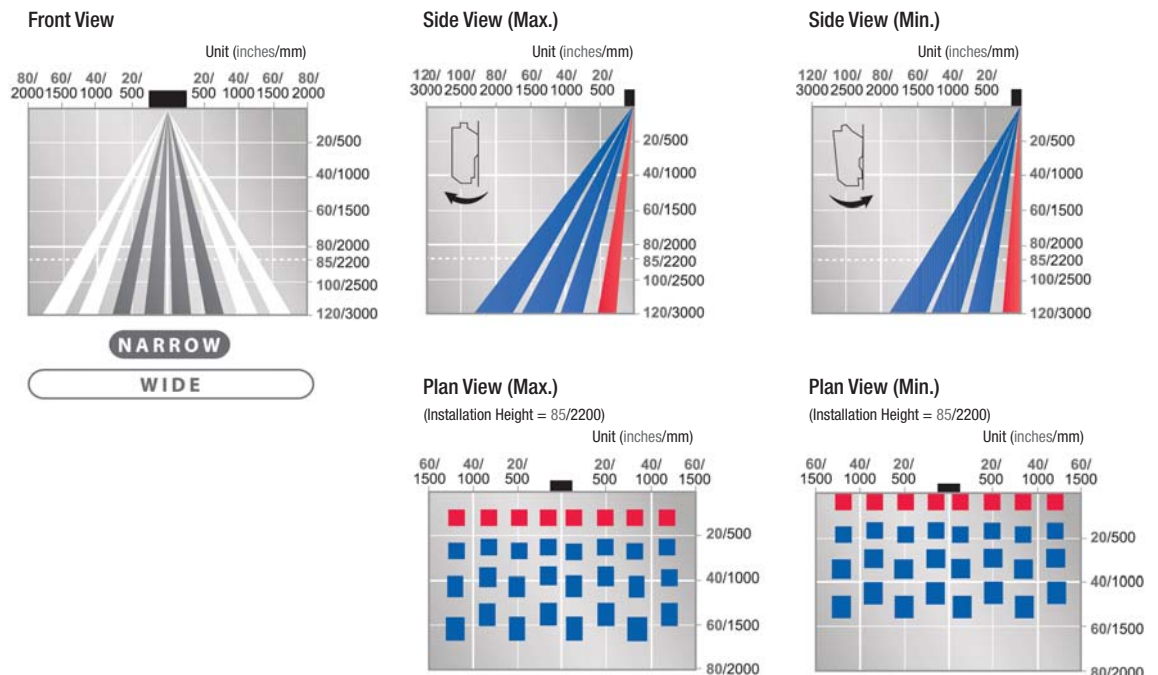 Front View
Unit (inches/mm)
80/ 60/ 40/ 20/ 20/ 40/ 60/ 80/
2000 1500 1000 500 500 1000 1500 2000
20/500
40/1000
60/1500
80/2000
85/2200
100/2500
120/3000
NARROW
WIDE
Side View (Max.)
Unit (inches/mm)
120/ 100/ 80/ 60/ 40/ 20/
3000 2500 2000 1500 1000 500
20/500
40/1000
60/1500
80/2000
85/2200
100/2500
120/3000
Side View (Min.)
Unit (inches/mm)
120/ 100/ 80/ 60/ 40/ 20/
3000 2500 2000 1500 1000 500
20/500
40/1000
60/1500
80/2000
85/2200
100/2500
120/3000
Plan View (Max.)
(Installation Height = 85/2200)
Unit (inches/mm)
60/ 40/ 20/ 20/ 40/ 60/
1500 1000 500 500 1000 1500
20/500
40/1000
60/1500
80/2000
Plan View (Min.)
(Installation Height = 85/2200)
Unit (inches/mm)
60/ 40/ 20/ 20/ 40/ 60/
1500 1000 500 500 1000 1500
20/500
40/1000
60/1500
80/2000